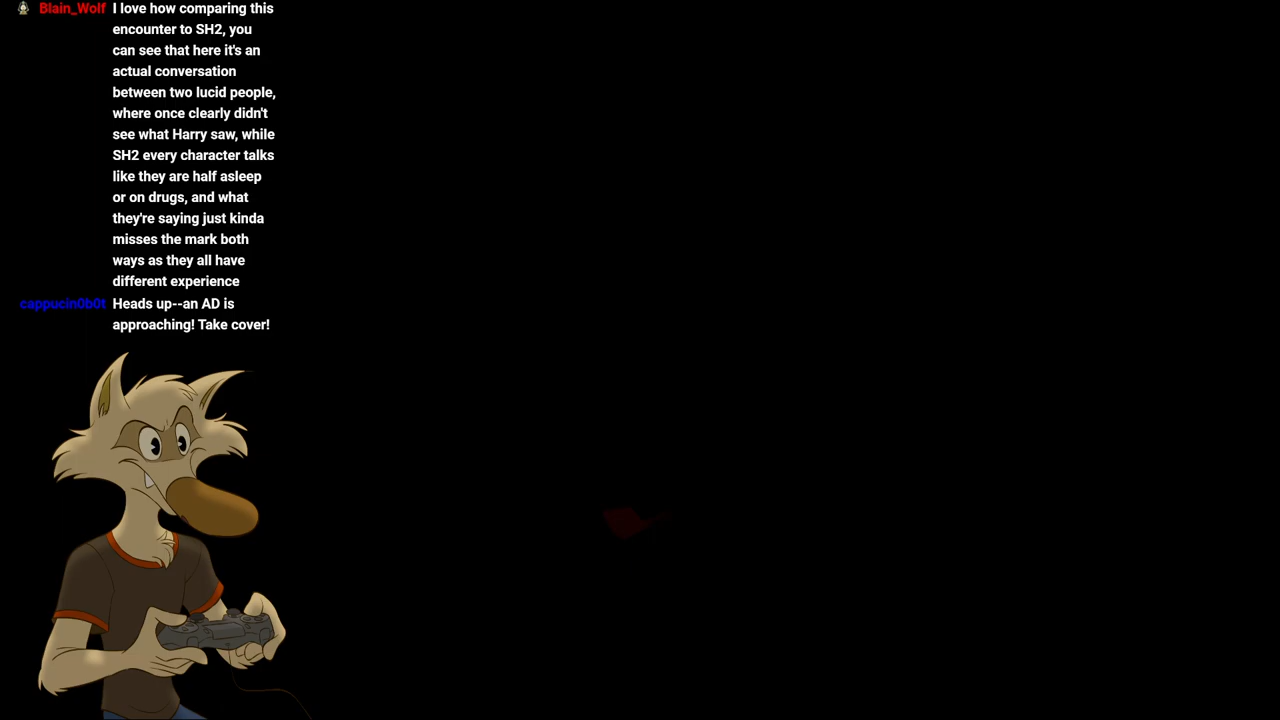 Blain_Wolf I love how comparing this
encounter to SH2, you
can see that here it's an
actual conversation
between two lucid people,
where once clearly didn't
see what Harry saw, while
SH2 every character talks
like they are half asleep
or on drugs, and what
they're saying just kinda
misses the mark both
ways as they all have
different experience
cappucin0b0t Heads up--an AD is
approaching! Take cover!